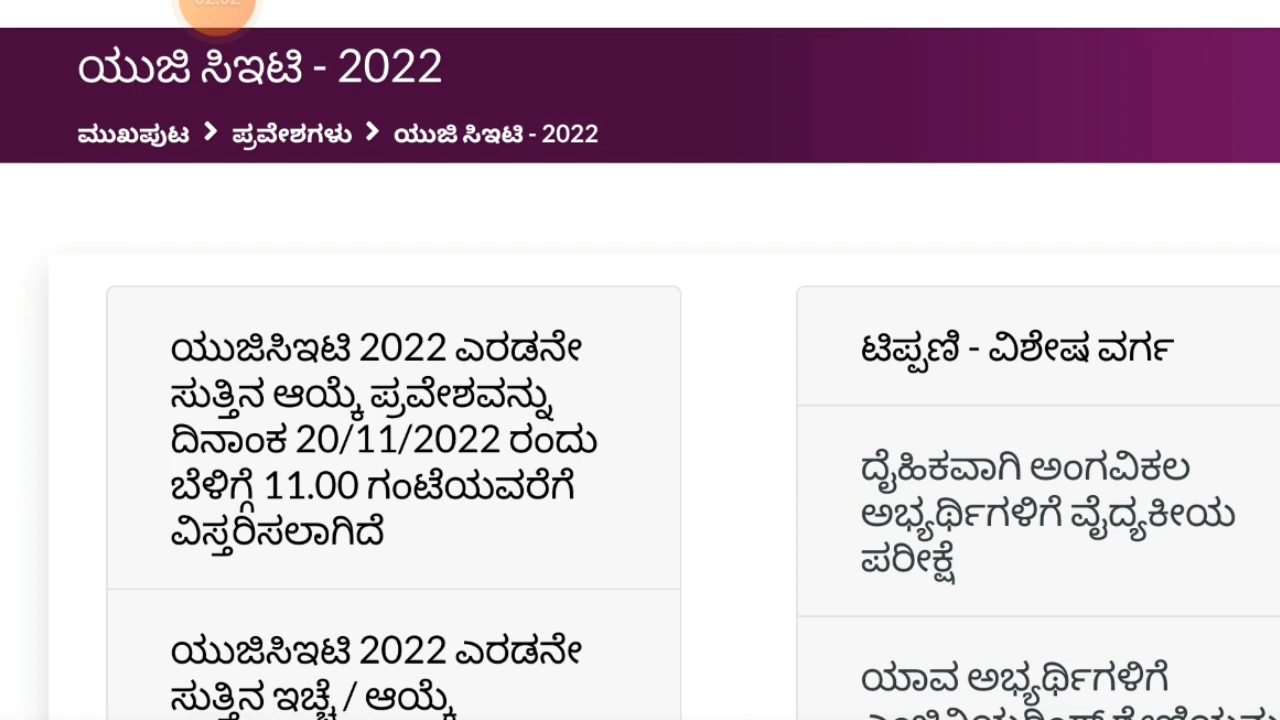 02:02
ಯುಜಿ ಸಿಇಟಿ - 2022
ಮುಖಪುಟ > ಪ್ರವೇಶಗಳು > ಯುಜಿ ಸಿಇಟಿ - 2022
ಯುಜಿಸಿಇಟಿ 2022 ಎರಡನೇ
ಸುತ್ತಿನ ಆಯ್ಕೆ ಪ್ರವೇಶವನ್ನು
ದಿನಾಂಕ 20/11/2022 ರಂದು
ಬೆಳಿಗ್ಗೆ 11.00 ಗಂಟೆಯವರೆಗೆ
ವಿಸ್ತರಿಸಲಾಗಿದೆ
ಯುಜಿಸಿಇಟಿ 2022 ಎರಡನೇ
ಸುತ್ತಿನ ಇಚ್ಛೆ / ಆಯ್ಕೆ
ಟಿಪ್ಪಣಿ - ವಿಶೇಷ ವರ್ಗ
ದೈಹಿಕವಾಗಿ ಅಂಗವಿಕಲ
ಅಭ್ಯರ್ಥಿಗಳಿಗೆ ವೈದ್ಯಕೀಯ
ಪರೀಕ್ಷೆ
ಯಾವ ಅಭ್ಯರ್ಥಿಗಳಿಗೆ